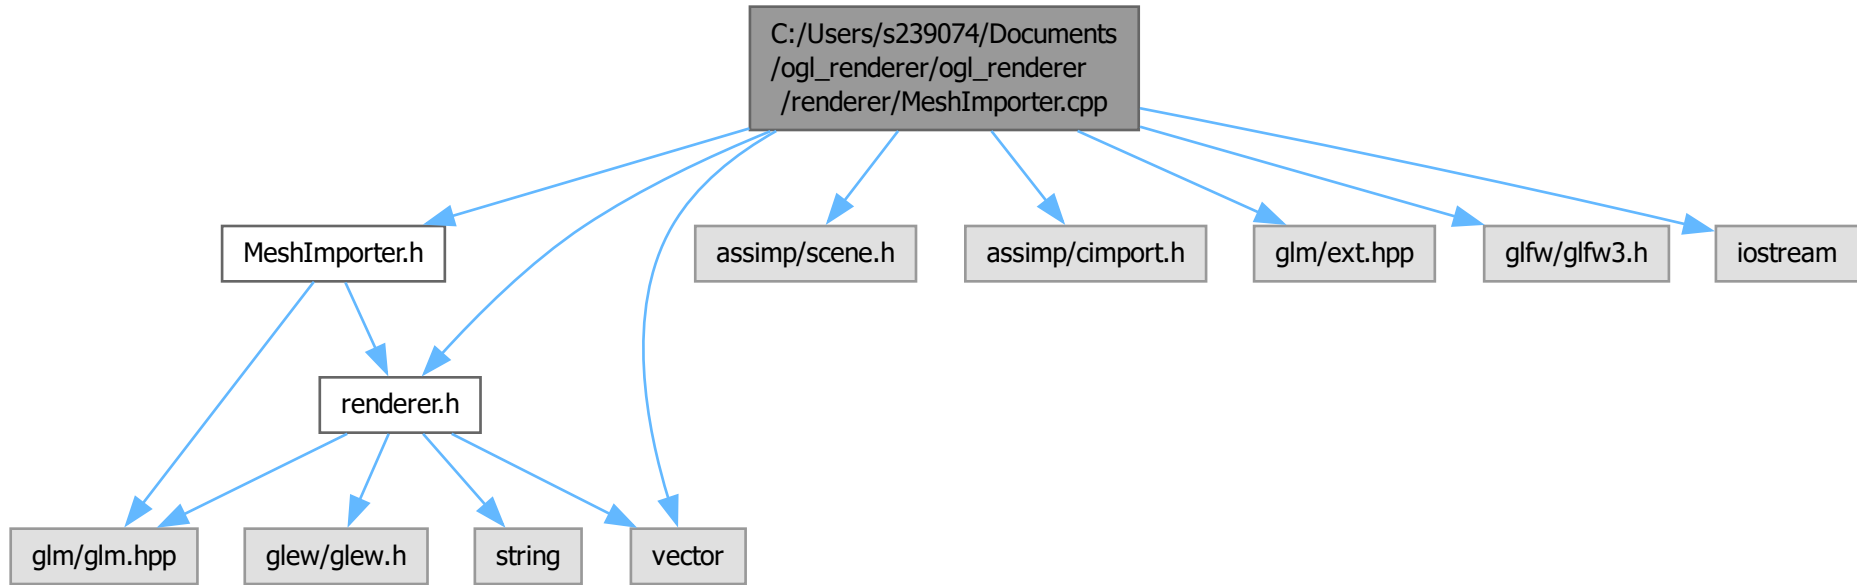 C:/Users/s239074/Documents
/ogl_renderer/ogl_renderer
/renderer/MeshImporter.cpp
MeshImporter.h
assimp/scene.h
assimp/cimport.h
glm/ext.hpp
glfw/glfw3.h
iostream
renderer.h
glm/glm.hpp
glew/glew.h
string
vector